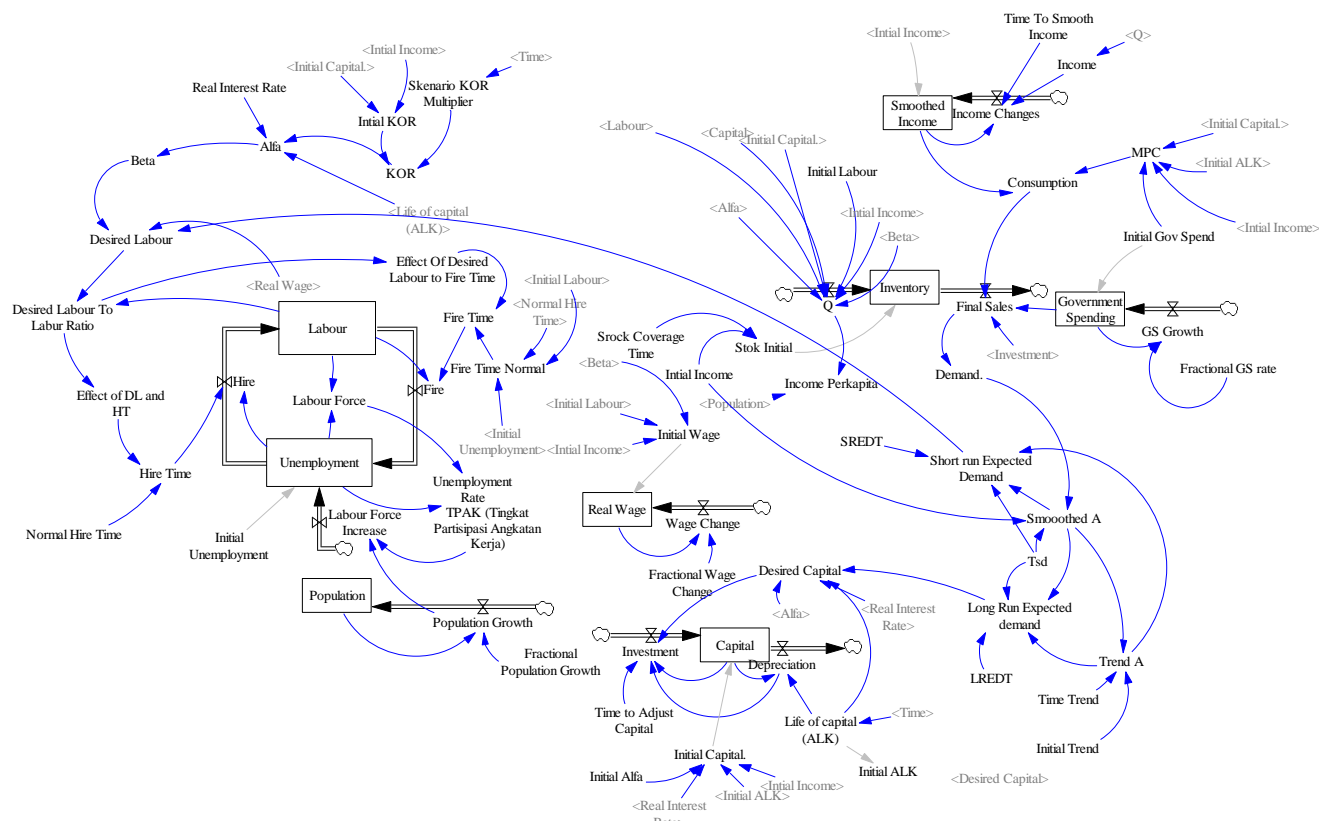 Time To Smooth
Income
<Intial Income>
<Q>
Income
<Intial Income>
<Time>
<Initial Capital.>
Skenario KOR
Multiplier
Real Interest Rate
Intial KOR
Smoothed
Income
Income Changes
<Labour>
<Capital>
<Initial Capital.>
<Initial Capital.>
Alfa
Beta
KOR
MPC
<Initial ALK>
Initial Labour
Consumption
<Life of capital
(ALK)>
<Alfa>
<Intial Income>
<Intial Income>
Desired Labour
<Beta>
Initial Gov Spend
Effect Of Desired
Labour to Fire Time
<Initial Labour>
<Real Wage>
<Normal Hire
Time>
Inventory
Q
Final Sales
Government
Spending
GS Growth
Desired Labour To
Labur Ratio
Labour
Fire Time
Srock Coverage
Time
Stok Initial
<Investment>
Fractional GS rate
<Beta>
Fire Time Normal
Intial Income
Income Perkapita
Demand.
Hire
Fire
Effect of DL and
HT
Labour Force
<Population>
<Initial Labour>
<Initial
Unemployment>
<Intial Income>
Initial Wage
SREDT
Short run Expected
Demand
Unemployment
Hire Time
Unemployment
Rate
TPAK (Tingkat
Partisipasi Angkatan
Kerja)
Real Wage
Wage Change
Smooothed A
Labour Force
Increase
Normal Hire Time
Initial
Unemployment
Tsd
Fractional Wage
Change
Desired Capital
Population
Population Growth
<Alfa>
<Real Interest
Rate>
Long Run Expected
demand
Investment
Capital
Depreciation
Fractional
Population Growth
Trend A
LREDT
Time Trend
Time to Adjust
Capital
Life of capital
(ALK)
<Time>
Initial Trend
Initial Capital.
Initial Alfa
Initial ALK
<Desired Capital>
<Intial Income>
<Initial ALK>
<Real Interest
Rate>